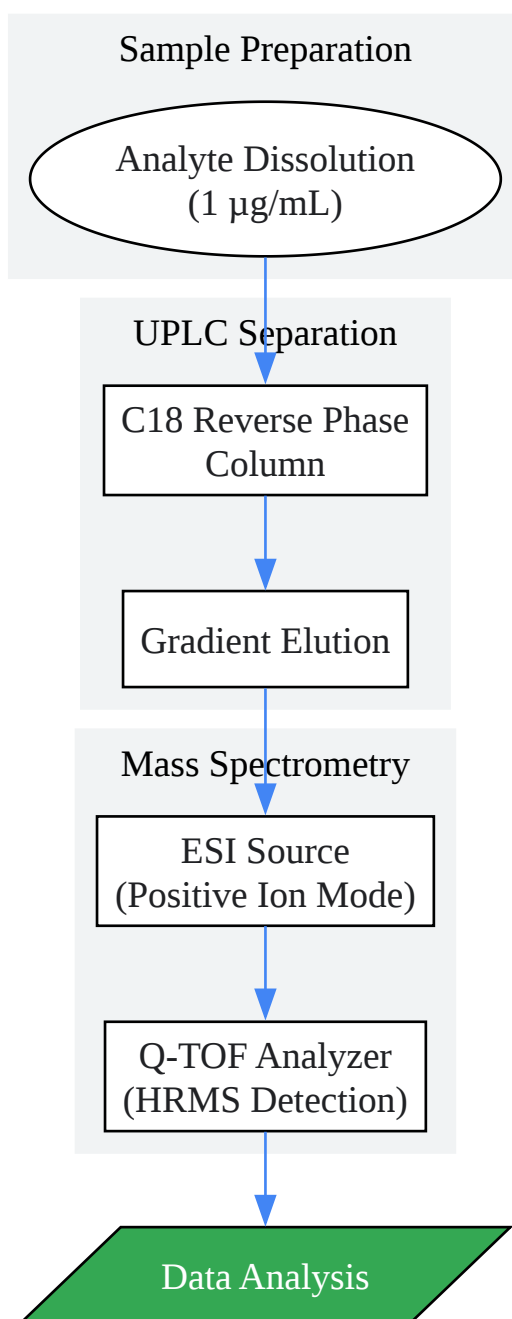 Sample Preparation
Analyte Dissolution
(1 µg/mL)
UPLC Separation
C18 Reverse Phase
Column
Gradient Elution
Mass Spectrometry
ESI Source
(Positive Ion Mode)
Q-TOF Analyzer
(HRMS Detection)
Data Analysis